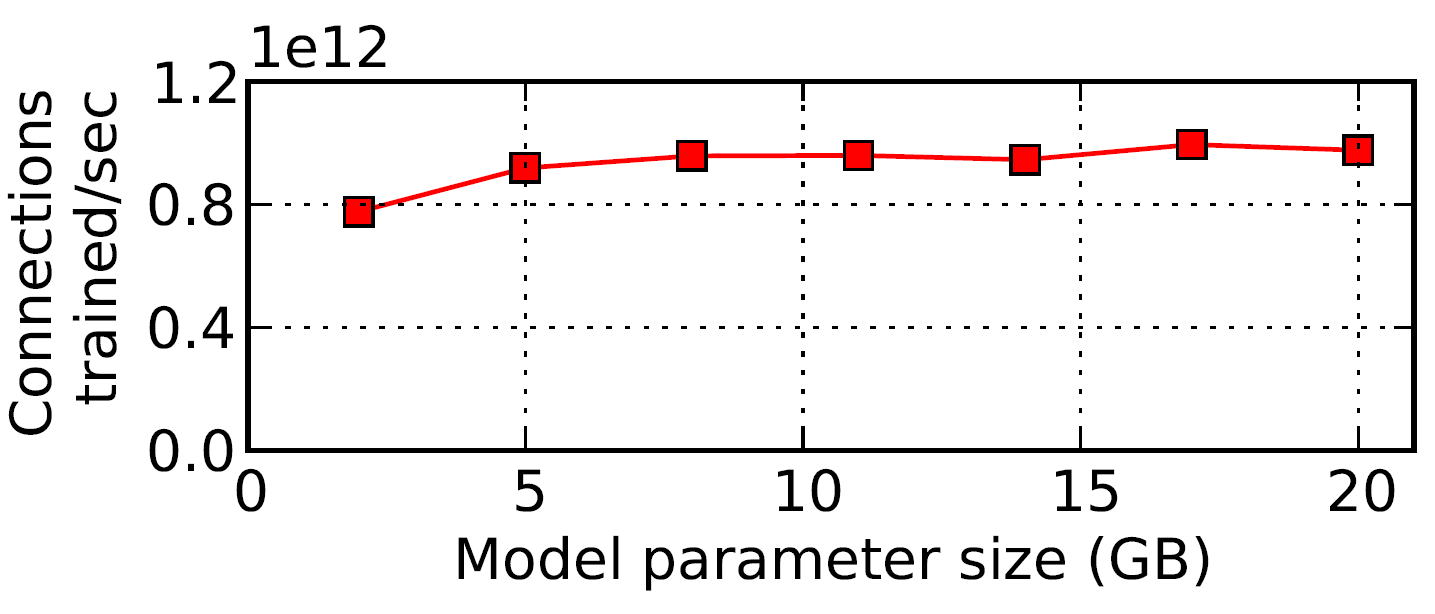 1e12
Connections
trained/sec
1.2
0.8
0.4
0.0
0 5 10 15 20
Model parameter size (GB)